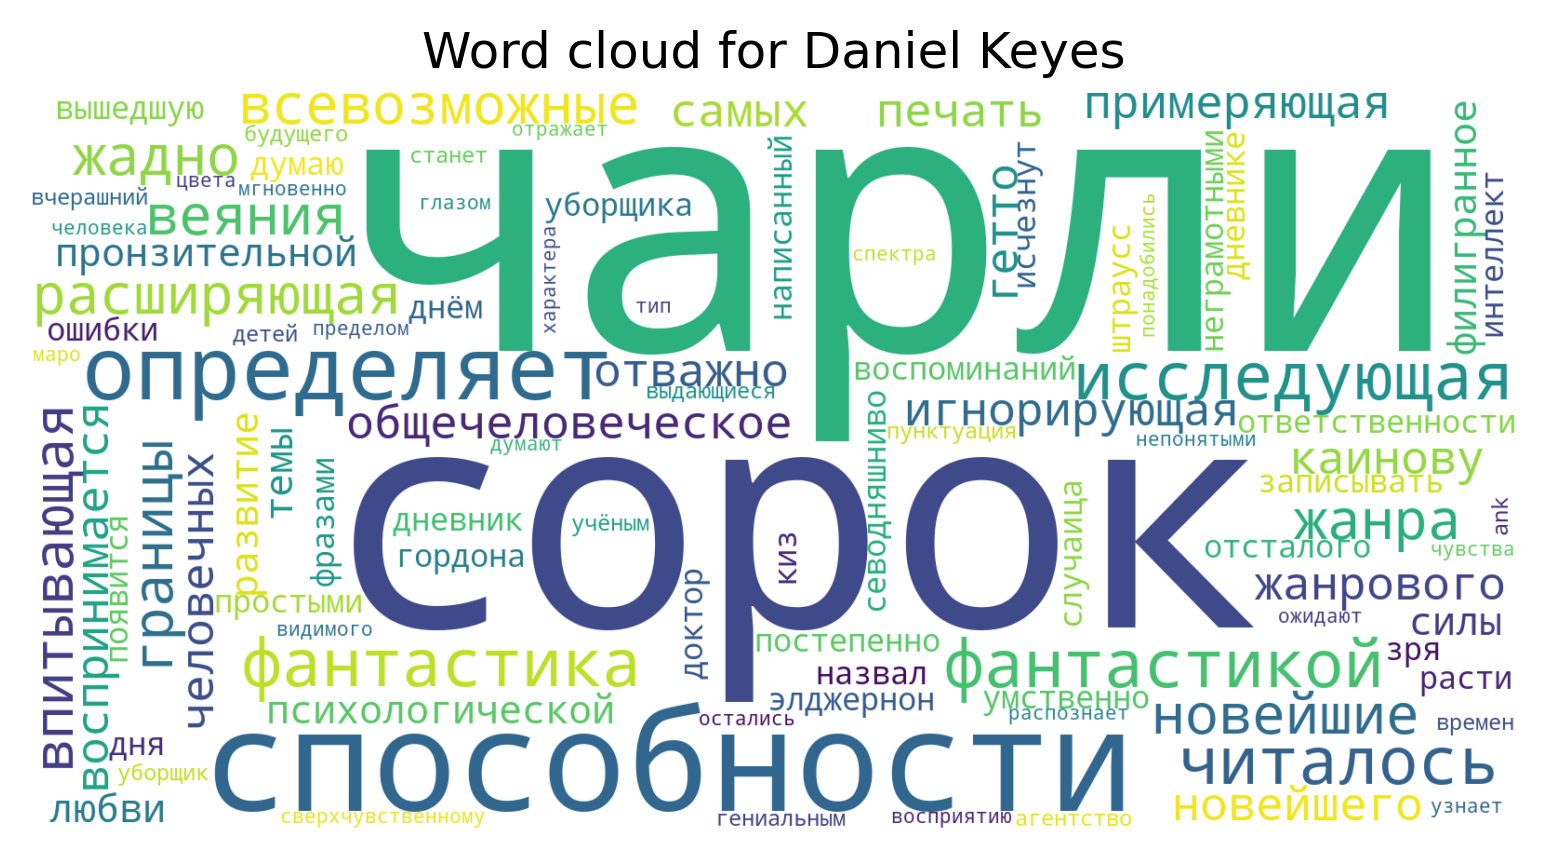 Word cloud for Daniel Keyes
вышедшую
всевозможные
самых
печать
примеряющая
будущего
отражает
жадно
думаю
станет
чарли
цвета
мгновенно
вчерашний
глазом
уборщика
написанный
гетто
исчезнут
неграмотными
дневнике
филигранное
интеллект
человека
веяния
пронзительной
характера
спектра
штраусс
понадобились
расширяющая
днём
тип
ошибки
детей
пределом
маро
определяет
отважно
воспоминаний
исследующая
выдающиеся
общечеловеческое
игнорирующая
ответственности
пунктуация
непонятыми
думают
впитывающая
воспринимается
появится
границы
человечных
развитие
темы
фразами
сорок
севодняшниво
каинову
записывать
дневник
учёным
киз
случаица
жанра
ank
гордона
отсталого
чувства
доктор
жанрового
простыми
ожидают
видимого
силы
постепенно
фантастика
назвал
фантастикой
зря
расти
элджернон
умственно
психологической
остались
распознает
новейшие
времен
дня
способности
уборщик
читалось
любви
сверхчувственному
гениальным
восприятию
агентство
новейшего
узнает